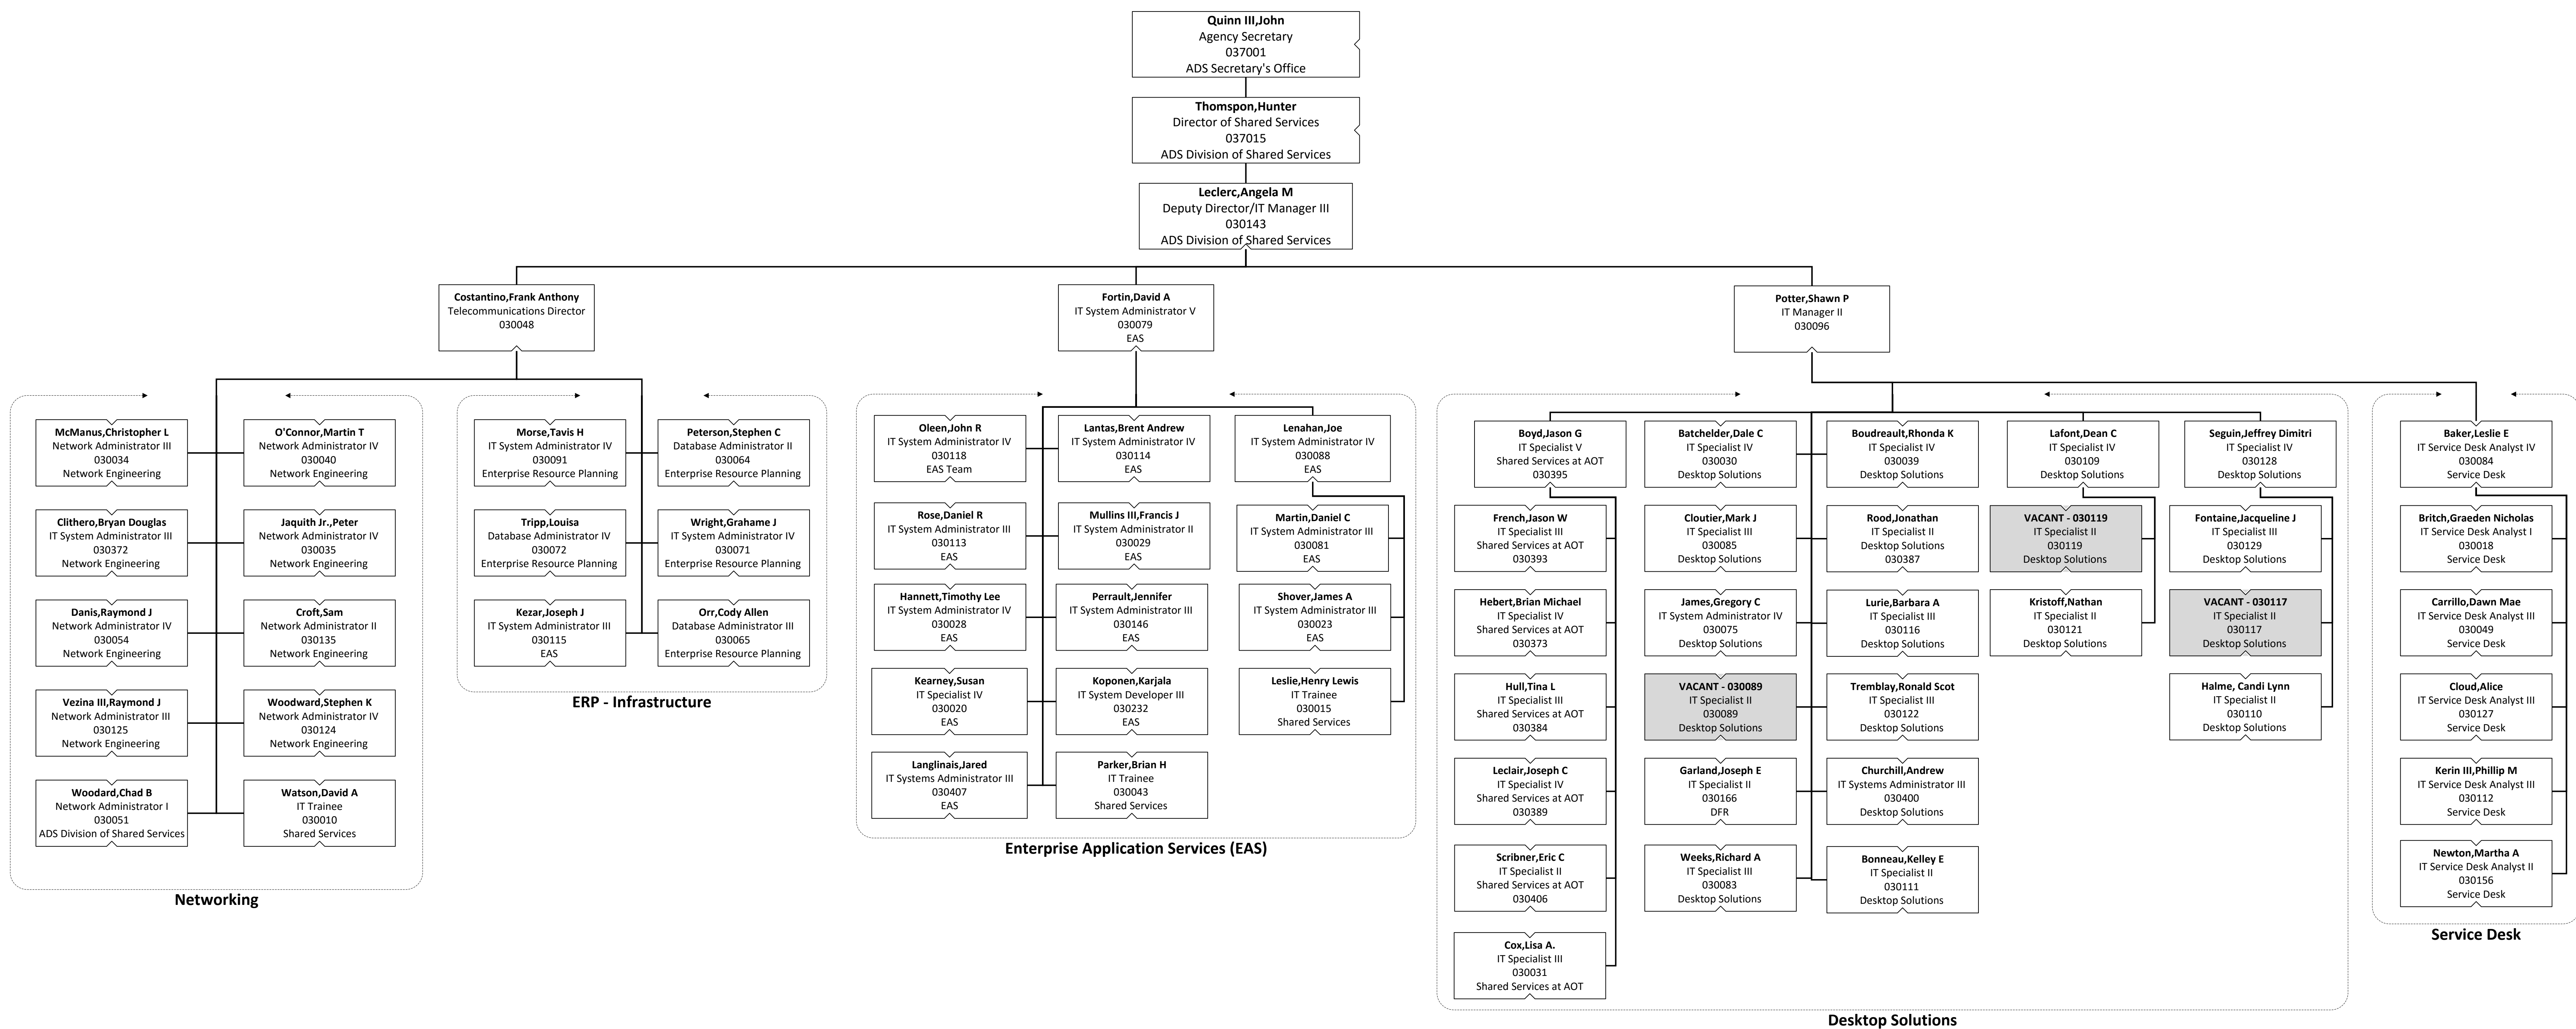 Quinn III,John
Agency Secretary
037001
ADS Secretary's Office
Thomspon,Hunter
Director of Shared Services
037015
ADS Division of Shared Services
Leclerc,Angela M
Deputy Director/IT Manager III
030143
ADS Division of Shared Services
Costantino,Frank Anthony
Telecommunications Director
030048
Fortin,David A
IT System Administrator V
030079
EAS
Potter,Shawn P
IT Manager II
030096
McManus,Christopher L
Network Administrator III
030034
Network Engineering
O'Connor,Martin T
Network Administrator IV
030040
Network Engineering
Clithero,Bryan Douglas
IT System Administrator III
030372
Network Engineering
Jaquith Jr.,Peter
Network Administrator IV
030035
Network Engineering
Danis,Raymond J
Network Administrator IV
030054
Network Engineering
Croft,Sam
Network Administrator II
030135
Network Engineering
Vezina III,Raymond J
Network Administrator III
030125
Network Engineering
Woodward,Stephen K
Network Administrator IV
030124
Network Engineering
Woodard,Chad B
Network Administrator I
030051
ADS Division of Shared Services
Watson,David A
IT Trainee
030010
Shared Services
Networking
Morse,Tavis H
IT System Administrator IV
030091
Enterprise Resource Planning
Peterson,Stephen C
Database Administrator II
030064
Enterprise Resource Planning
Tripp,Louisa
Database Administrator IV
030072
Enterprise Resource Planning
Wright,Grahame J
IT System Administrator IV
030071
Enterprise Resource Planning
Kezar,Joseph J
IT System Administrator III
030115
EAS
Orr,Cody Allen
Database Administrator III
030065
Enterprise Resource Planning
ERP - Infrastructure
Oleen,John R
IT System Administrator IV
030118
EAS Team
Lantas,Brent Andrew
IT System Administrator IV
030114
EAS
Lenahan,Joe
IT System Administrator IV
030088
EAS
Rose,Daniel R
IT System Administrator III
030113
EAS
Mullins III,Francis J
IT System Administrator II
030029
EAS
Martin,Daniel C
IT System Administrator III
030081
EAS
Hannett,Timothy Lee
IT System Administrator IV
030028
EAS
Perrault,Jennifer
IT System Administrator III
030146
EAS
Shover,James A
IT System Administrator III
030023
EAS
Kearney,Susan
IT Specialist IV
030020
EAS
Koponen,Karjala
IT System Developer III
030232
EAS
Leslie,Henry Lewis
IT Trainee
030015
Shared Services
Langlinais,Jared
IT Systems Administrator III
030407
EAS
Parker,Brian H
IT Trainee
030043
Shared Services
Enterprise Application Services (EAS)
Boyd,Jason G
IT Specialist V
Shared Services at AOT
030395
Batchelder,Dale C
IT Specialist IV
030030
Desktop Solutions
Boudreault,Rhonda K
IT Specialist IV
030039
Desktop Solutions
Lafont,Dean C
IT Specialist IV
030109
Desktop Solutions
Seguin,Jeffrey Dimitri
IT Specialist IV
030128
Desktop Solutions
French,Jason W
IT Specialist III
Shared Services at AOT
030393
Cloutier,Mark J
IT Specialist III
030085
Desktop Solutions
Rood,Jonathan
IT Specialist II
Desktop Solutions
030387
VACANT - 030119
IT Specialist II
030119
Desktop Solutions
Fontaine,Jacqueline J
IT Specialist III
030129
Desktop Solutions
Hebert,Brian Michael
IT Specialist IV
Shared Services at AOT
030373
James,Gregory C
IT System Administrator IV
030075
Desktop Solutions
Lurie,Barbara A
IT Specialist III
030116
Desktop Solutions
Kristoff,Nathan
IT Specialist II
030121
Desktop Solutions
VACANT - 030117
IT Specialist II
030117
Desktop Solutions
Hull,Tina L
IT Specialist III
Shared Services at AOT
030384
VACANT - 030089
IT Specialist II
030089
Desktop Solutions
Tremblay,Ronald Scot
IT Specialist III
030122
Desktop Solutions
Halme, Candi Lynn
IT Specialist II
030110
Desktop Solutions
Leclair,Joseph C
IT Specialist IV
Shared Services at AOT
030389
Garland,Joseph E
IT Specialist II
030166
DFR
Churchill,Andrew
IT Systems Administrator III
030400
Desktop Solutions
Scribner,Eric C
IT Specialist II
Shared Services at AOT
030406
Weeks,Richard A
IT Specialist III
030083
Desktop Solutions
Bonneau,Kelley E
IT Specialist II
030111
Desktop Solutions
Cox,Lisa A.
IT Specialist III
030031
Shared Services at AOT
Desktop Solutions
Baker,Leslie E
IT Service Desk Analyst IV
030084
Service Desk
Britch,Graeden Nicholas
IT Service Desk Analyst I
030018
Service Desk
Carrillo,Dawn Mae
IT Service Desk Analyst III
030049
Service Desk
Cloud,Alice
IT Service Desk Analyst III
030127
Service Desk
Kerin III,Phillip M
IT Service Desk Analyst III
030112
Service Desk
Newton,Martha A
IT Service Desk Analyst II
030156
Service Desk
Service Desk